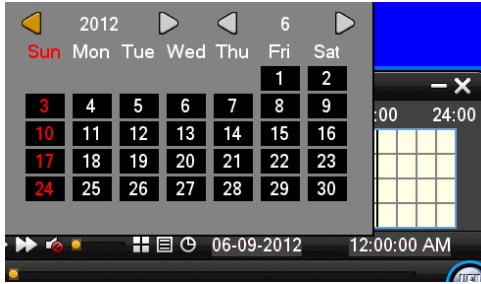 2012 6
Sun Mon Tue Wed Thu Fri Sat
1 2
3 4 5 6 7 8 9
:00 24:00
10 11 12 13 14 15 16
17 18 19 20 21 22 23
24 25 26 27 28 29 30
06-09-2012 12:00:00 AM